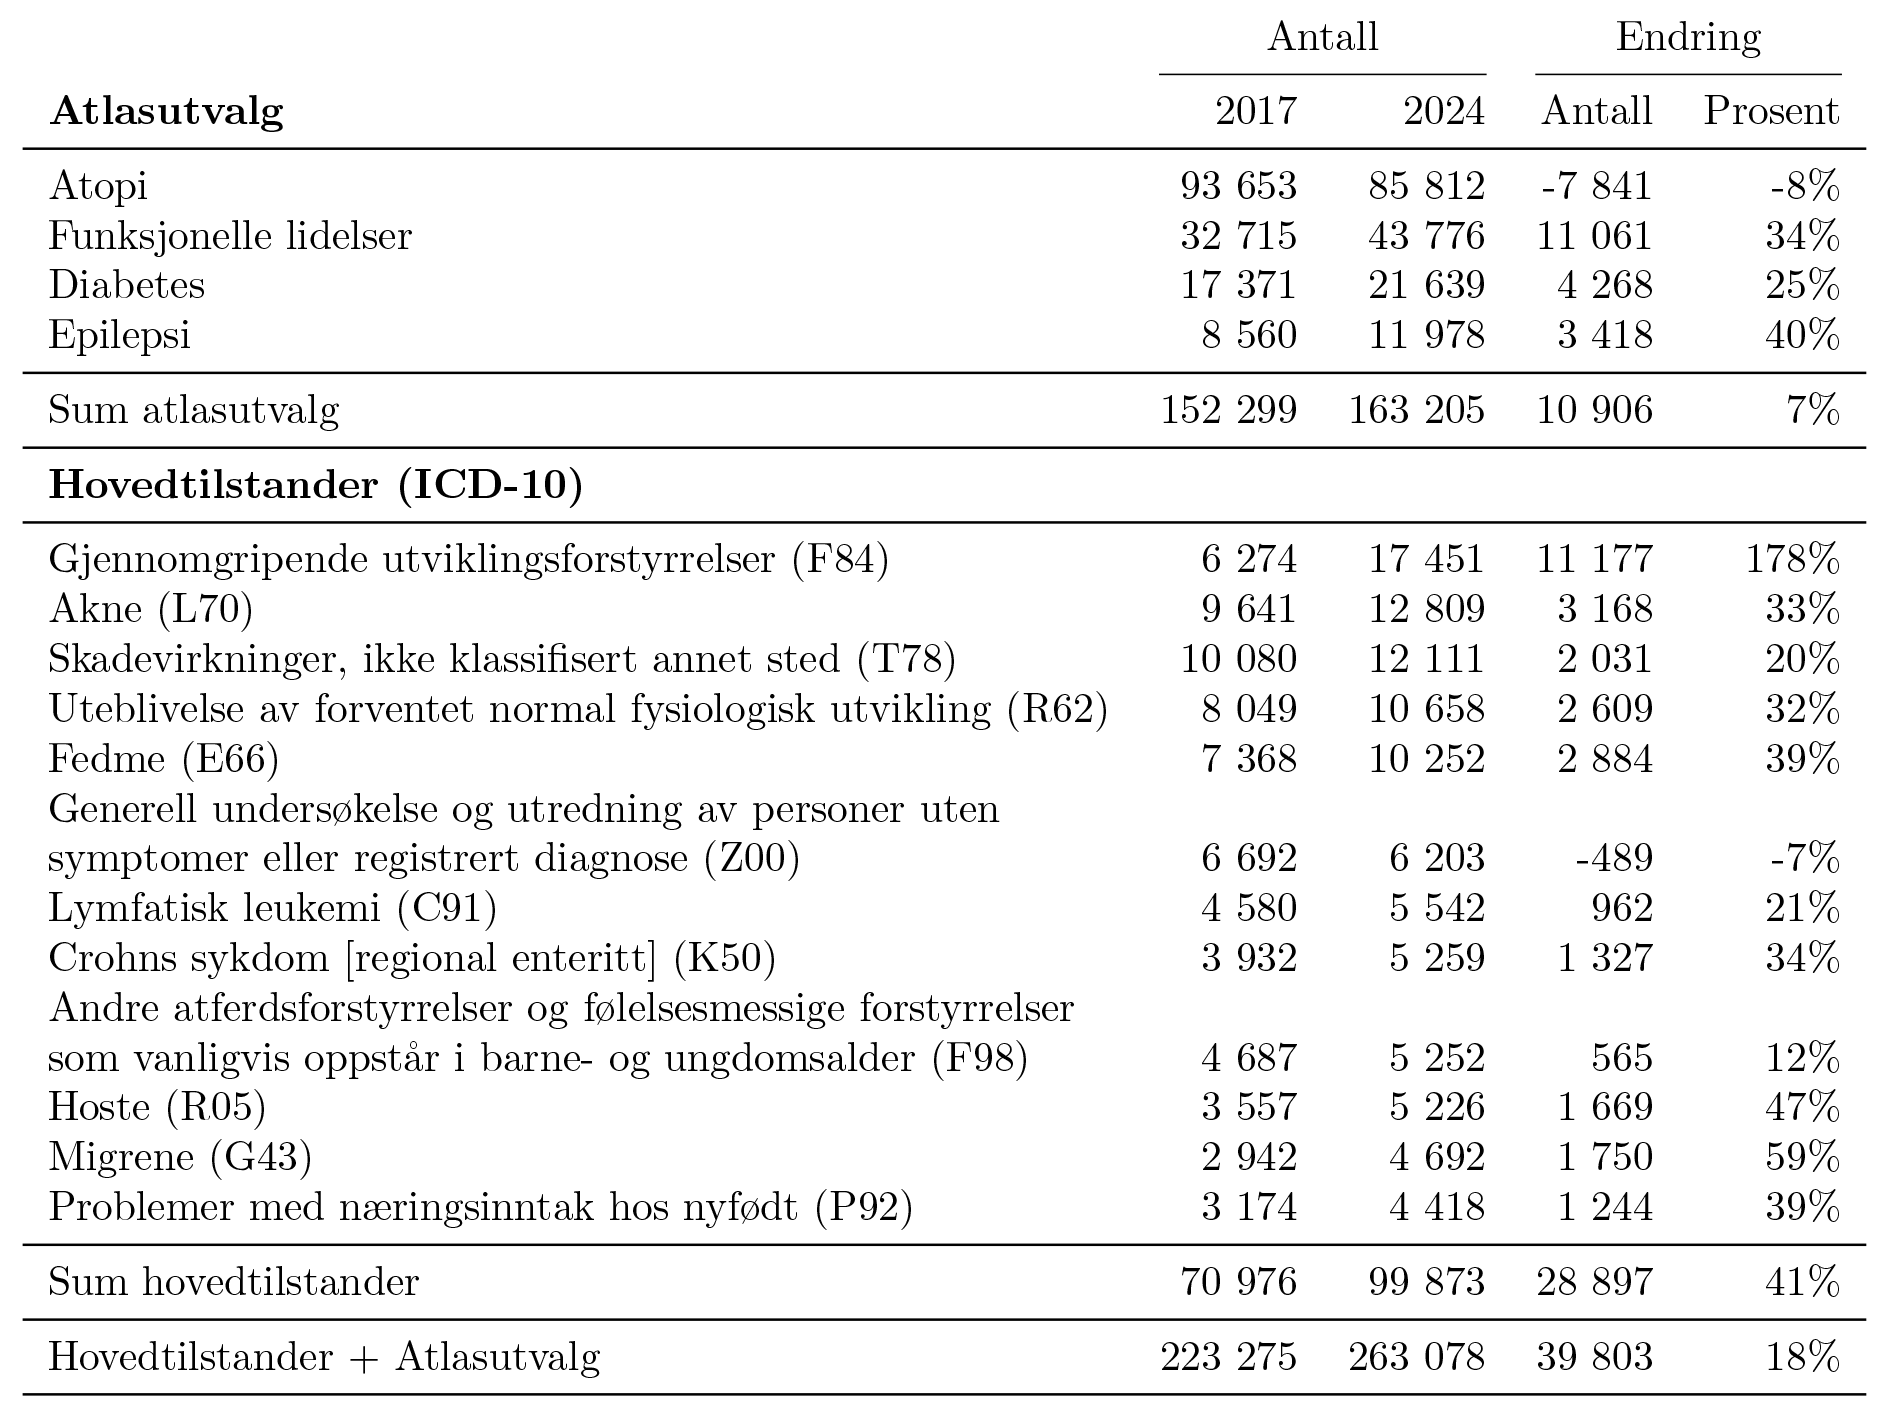 Antall Endring
Atlasutvalg 2017 2024 Antall Prosent
Atopi 93 653 85 812 -7 841 -8%
Funksjonelle lidelser 32 715 43 776 11 061 34%
Diabetes 17 371 21 639 4 268 25%
Epilepsi 8 560 11 978 3 418 40%
Sum atlasutvalg 152 299 163 205 10 906 7%
Hovedtilstander (ICD-10)
Gjennomgripende utviklingsforstyrrelser (F84) 6 274 17 451 11 177 178%
Akne (L70) 9 641 12 809 3 168 33%
Skadevirkninger, ikke klassifisert annet sted (T78) 10 080 12 111 2 031 20%
Uteblivelse av forventet normal fysiologisk utvikling (R62) 8 049 10 658 2 609 32%
Fedme (E66) 7 368 10 252 2 884 39%
Generell undersøkelse og utredning av personer uten
symptomer eller registrert diagnose (Z00) 6 692 6 203 -489 -7%
Lymfatisk leukemi (C91) 4 580 5 542 962 21%
Crohns sykdom [regional enteritt] (K50) 3 932 5 259 1 327 34%
Andre atferdsforstyrrelser og følelsesmessige forstyrrelser
som vanligvis oppstår i barne- og ungdomsalder (F98) 4 687 5 252 565 12%
Hoste (R05) 3 557 5 226 1 669 47%
Migrene (G43) 2 942 4 692 1 750 59%
Problemer med næringsinntak hos nyfødt (P92) 3 174 4 418 1 244 39%
Sum hovedtilstander 70 976 99 873 28 897 41%
Hovedtilstander + Atlasutvalg 223 275 263 078 39 803 18%